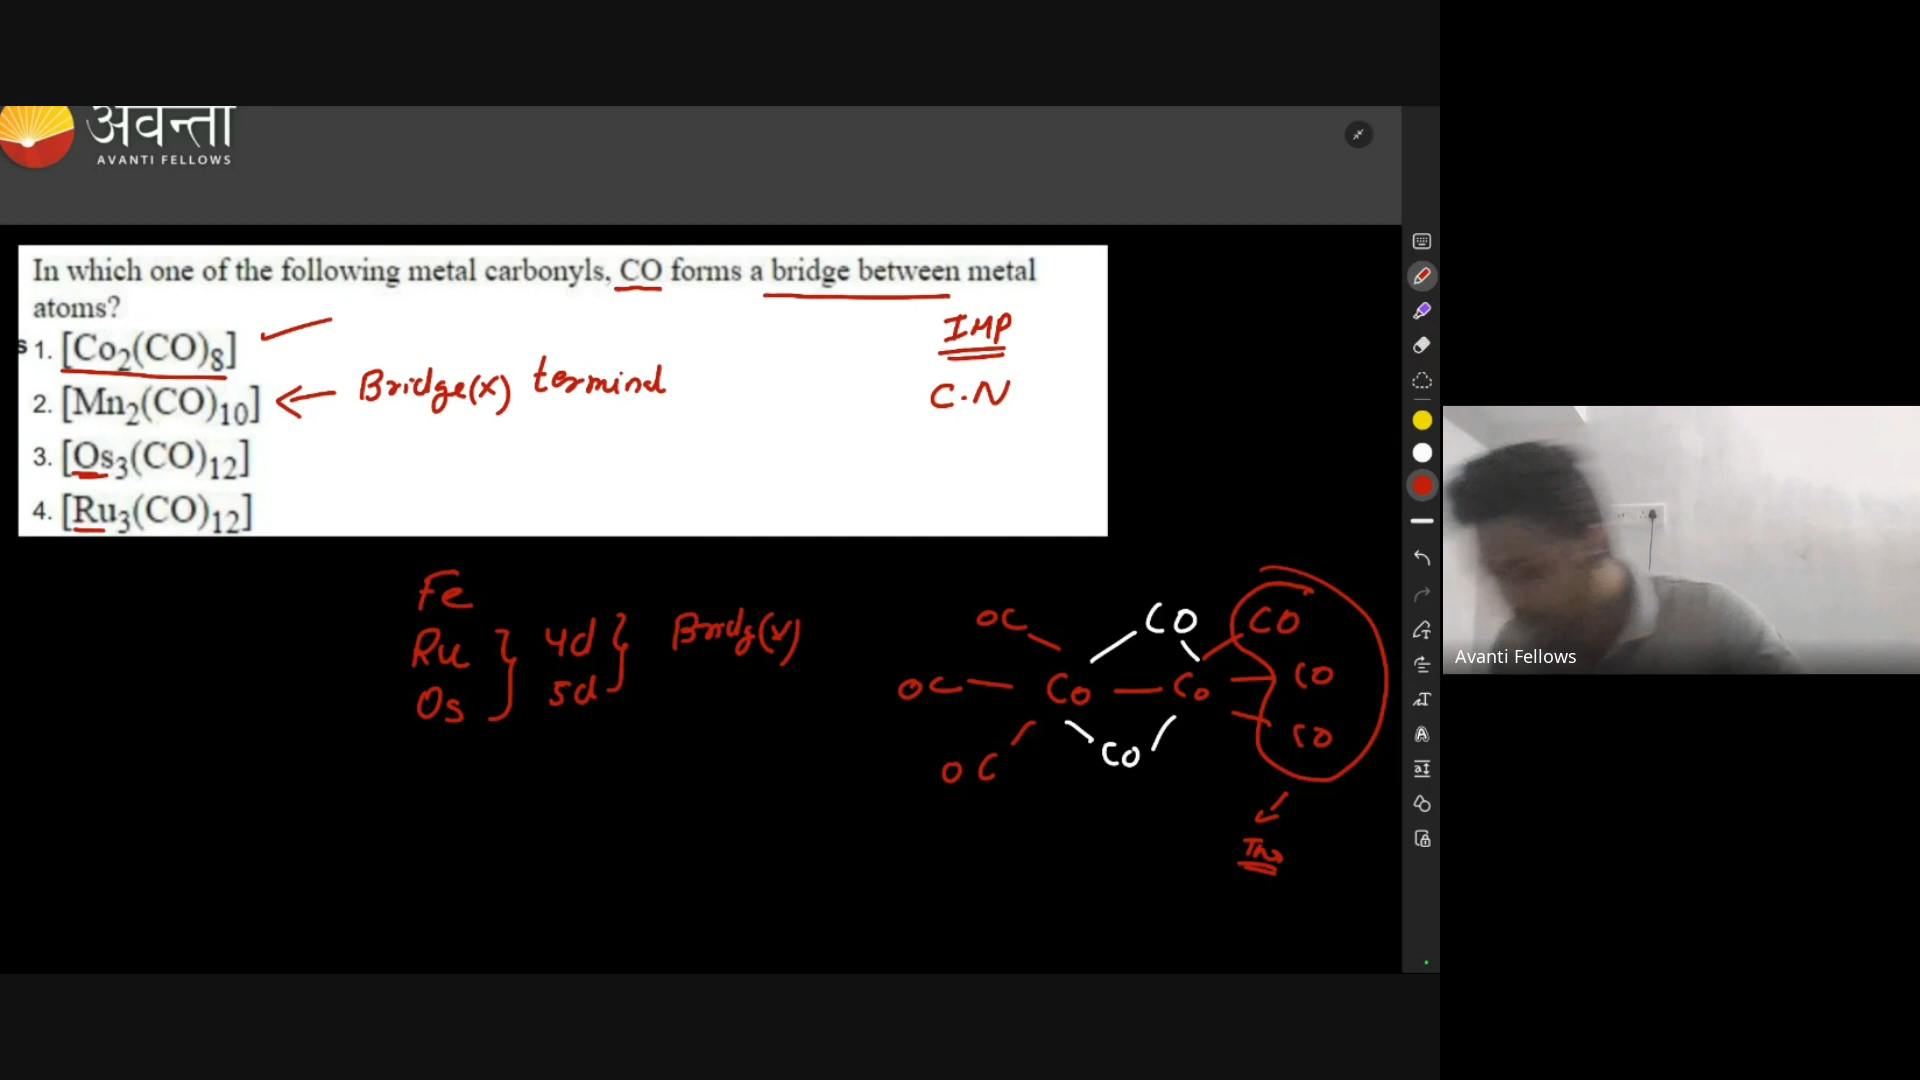 अवन्ती
AVANTI FELLOWS
In which one of the following metal carbonyls, CO forms a bridge between metal
atoms?
s 1. [Co2(CO)8]
2. [Mn2(CO)10] ← Bridge(x)
3. [Os3(CO)12]
4. [Ru3(CO)12]
IMP
C.N
Fe
Ru
Os
4d
5d
OC CO CO
OC — Co — Co — CO
OC CO CO
Avanti Fellows